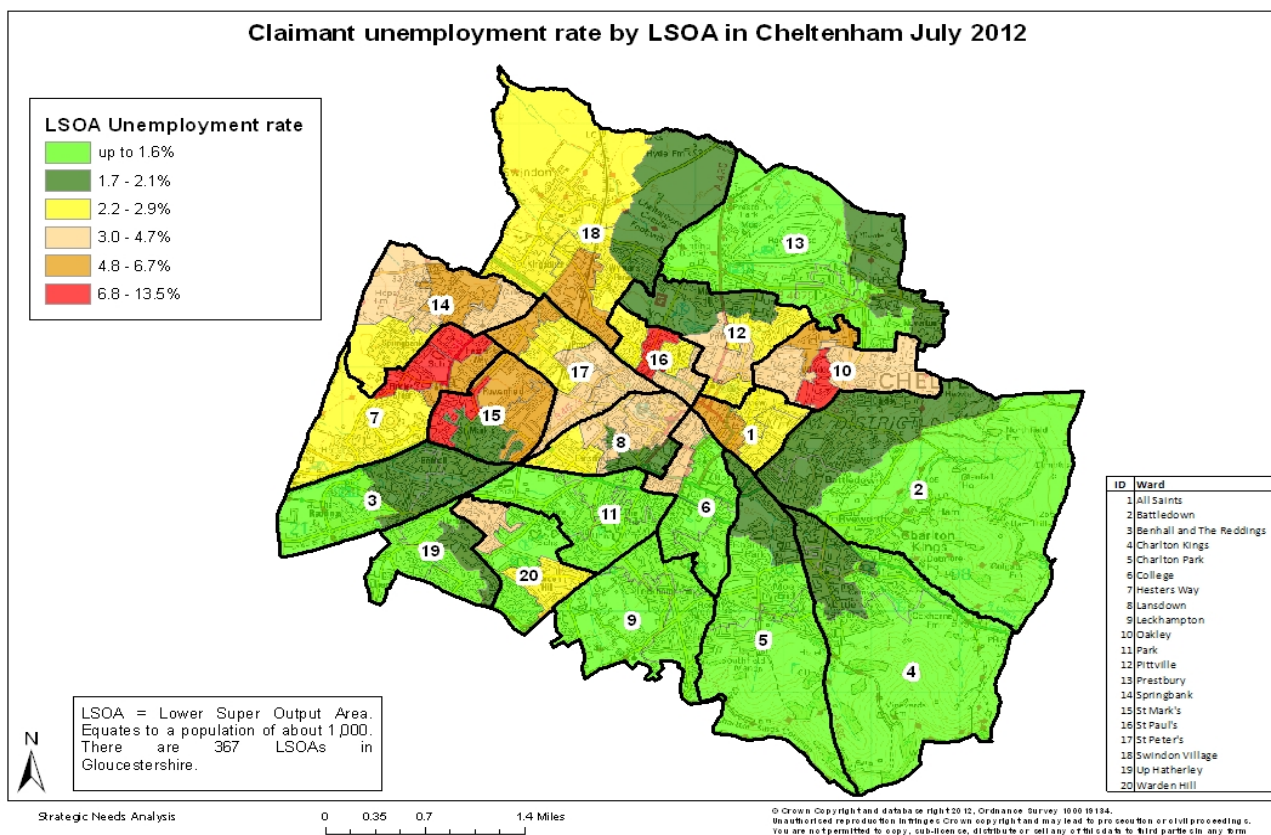 Claimant unemployment rate by LSOA in Cheltenham July 2012
LSOA Unemployment rate
up to 1.6%
1.7 - 2.1%
2.2 - 2.9%
3.0 - 4.7%
4.8 - 6.7%
6.8 - 13.5%
Swindon
18
13
14
12
16
10
17
7
15
1
8
2
3
11
6
Charlton
Kings
19
20
9
5
4
ID Ward
1 All Saints
2 Battledown
3 Benhall and The Reddings
4 Charlton Kings
5 Charlton Park
6 College
7 Hesters Way
8 Lansdown
9 Leckhampton
10 Oakley
11 Park
12 Pittville
13 Prestbury
14 Springbank
15 St Mark's
16 St Paul's
17 St Peter's
18 Swindon Village
19 Up Hatherley
20 Warden Hill
LSOA = Lower Super Output Area.
Equates to a population of about 1,000.
There are 367 LSOAs in
Gloucestershire.
N
Strategic Needs Analysis
0 0.35 0.7 1.4 Miles
© Crown Copyright and database right 2012, Ordnance Survey 100019134.
Unauthorised reproduction infringes Crown copyright and may lead to prosecution or civil proceedings.
You are not permitted to copy, sub-license, distribute or sell any of this data to third parties in any form